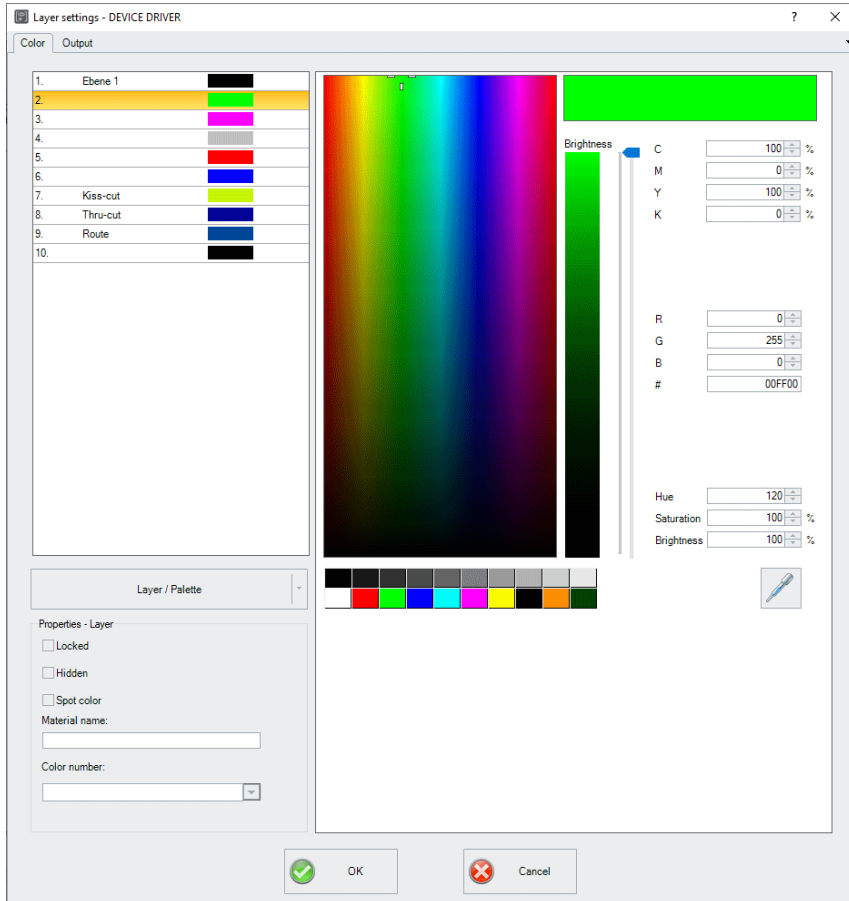 Layer settings - DEVICE DRIVER ?
Color Output
1. Ebene 1
2.
3.
4.
5.
6.
7. Kiss-cut
8. Thru-cut
9. Route
10.
Brightness
C 100 %
M 0 %
Y 100 %
K 0 %
R 0
G 255
B 0
# 00FF00
Hue 120
Saturation 100 %
Brightness 100 %
Layer / Palette
Properties - Layer
Locked
Hidden
Spot color
Material name:
Color number:
OK Cancel